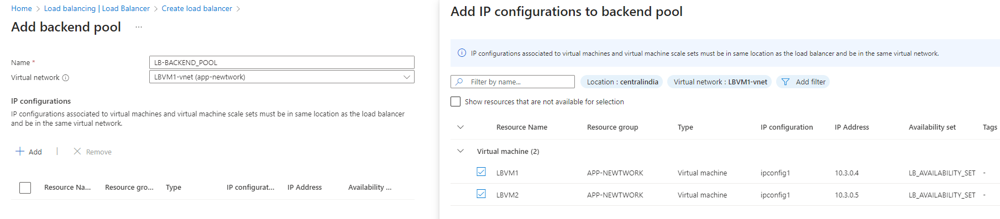 Home > Load balancing | Load Balancer > Create load balancer >
Add backend pool ...
Name *
LB-BACKEND_POOL
Virtual network
LBVM1-vnet (app-newtwork)
IP configurations
IP configurations associated to virtual machines and virtual machine scale sets must be in same location as the load balancer
and be in the same virtual network.
+ Add | Remove
Resource Na... Resource gro... Type IP configurat... IP Address Availability ...
Add IP configurations to backend pool
IP configurations associated to virtual machines and virtual machine scale sets must be in same location as the load balancer and be in the same virtual network.
Filter by name... Location : centralindia Virtual network : LBVM1-vnet Add filter
Show resources that are not available for selection
Resource Name Resource group Type IP configuration IP Address Availability set Tags
Virtual machine (2)
LBVM1 APP-NEWTWORK Virtual machine ipconfig1 10.3.0.4 LB_AVAILABILITY_SET -
LBVM2 APP-NEWTWORK Virtual machine ipconfig1 10.3.0.5 LB_AVAILABILITY_SET -